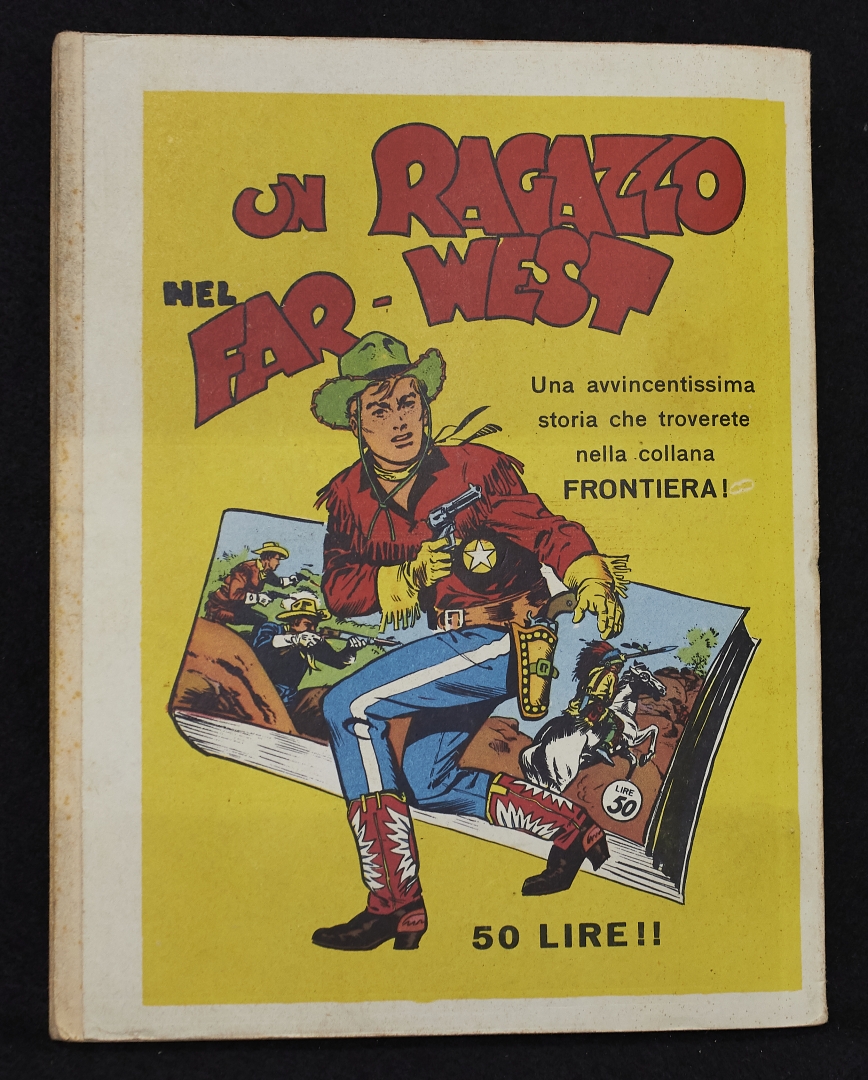 UN RAGAZZO
NEL FAR-WEST
Una avvincentissima
storia che troverete
nella collana
FRONTIERA!
LIRE
50
50 LIRE!!